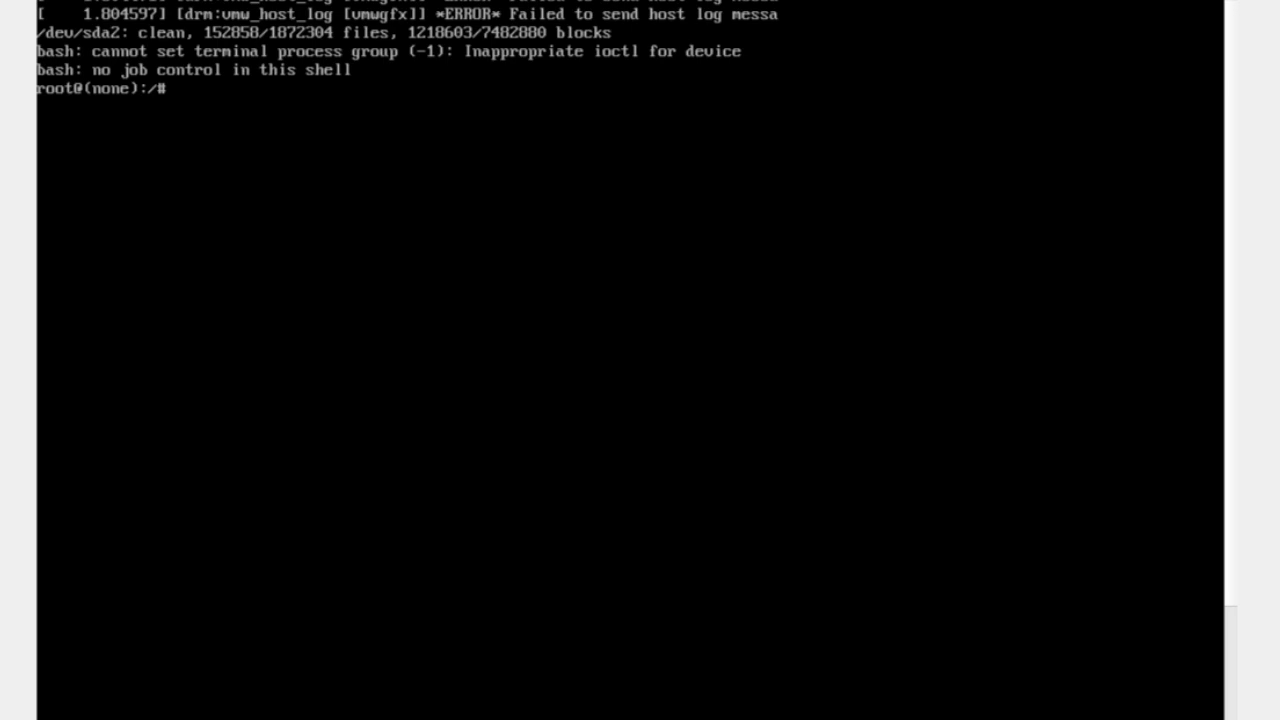 [    1.804597] [drm:vmw_host_log [vmwgfx]] *ERROR* Failed to send host log messa
/dev/sda2: clean, 152858/1872304 files, 1218603/7482880 blocks
bash: cannot set terminal process group (-1): Inappropriate ioctl for device
bash: no job control in this shell
root@(none):/#